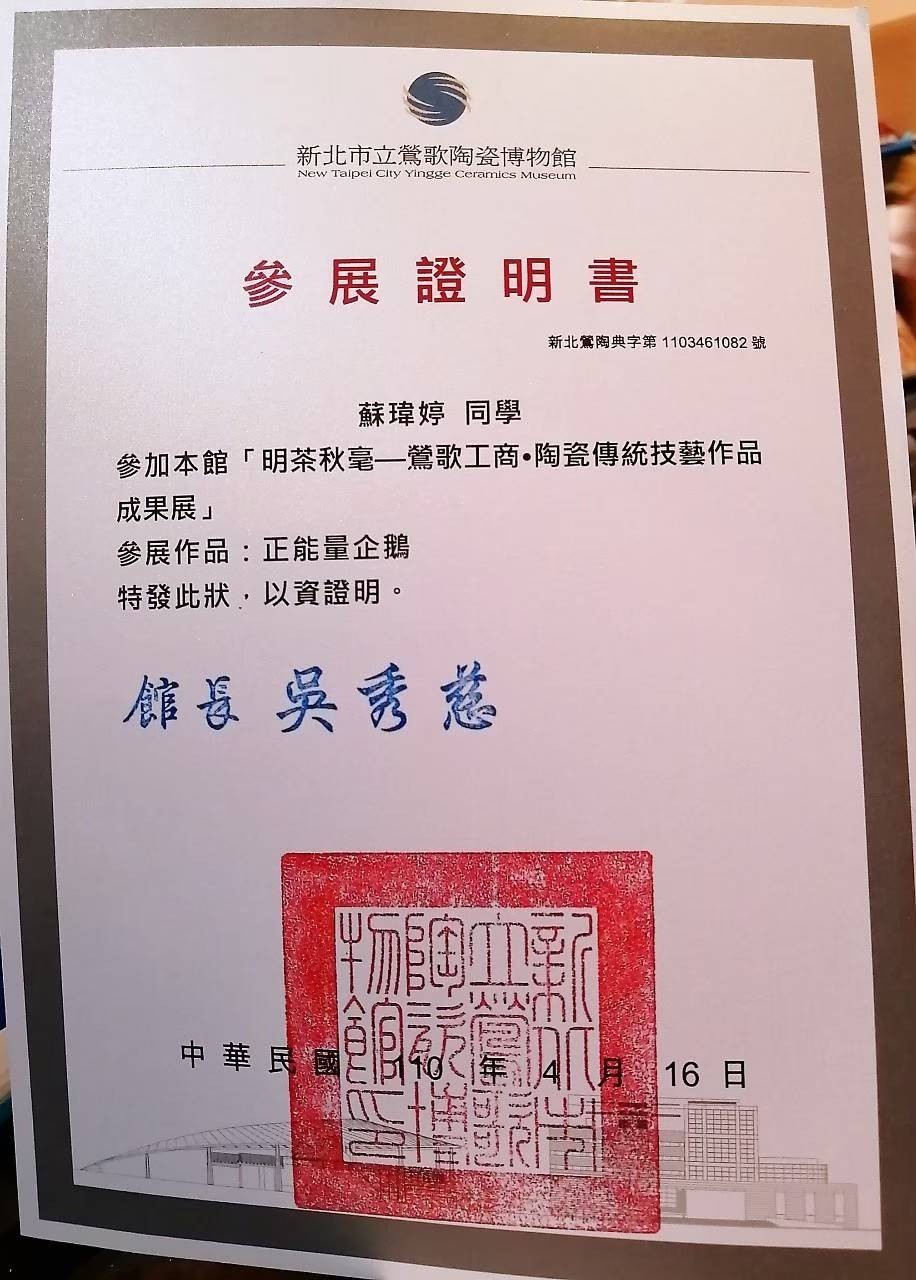 新北市立鶯歌陶瓷博物館
New Taipei City Yingge Ceramics Museum
參展證明書
新北鶯陶典字第 1103461082 號
蘇瑋婷 同學
參加本館「明茶秋毫—鶯歌工商•陶瓷傳統技藝作品
成果展」
參展作品：正能量企鵝
特發此狀，以資證明。
館長 吳秀慈
新北市立鶯歌陶瓷博物館印
中華民國 110 年 4 月 16 日